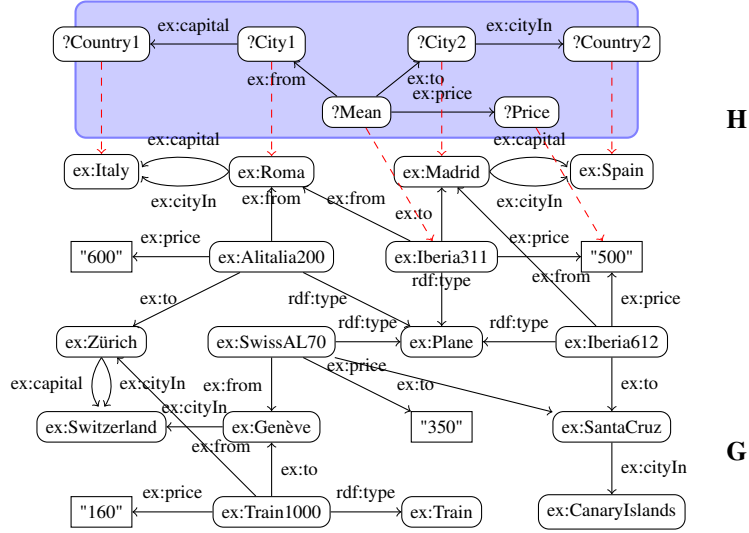 ex:capital
ex:cityIn
?Country1
?City1
?City2
?Country2
ex:from
ex:to
ex:price
?Mean
?Price
H
ex:capital
ex:capital
ex:Italy
ex:Roma
ex:Madrid
ex:Spain
ex:cityIn
ex:from
ex:from
ex:to
ex:cityIn
ex:price
ex:price
"600"
ex:Alitalia200
ex:Iberia311
"500"
ex:from
ex:to
rdf:type
rdf:type
ex:price
ex:Zürich
ex:SwissAL70
rdf:type
ex:Plane
rdf:type
ex:Iberia612
ex:price
ex:capital
ex:cityIn
ex:from
ex:to
ex:to
ex:cityIn
ex:Switzerland
ex:Genève
"350"
ex:SantaCruz
ex:from
G
ex:to
ex:cityIn
ex:price
rdf:type
"160"
ex:Train1000
ex:Train
ex:CanaryIslands